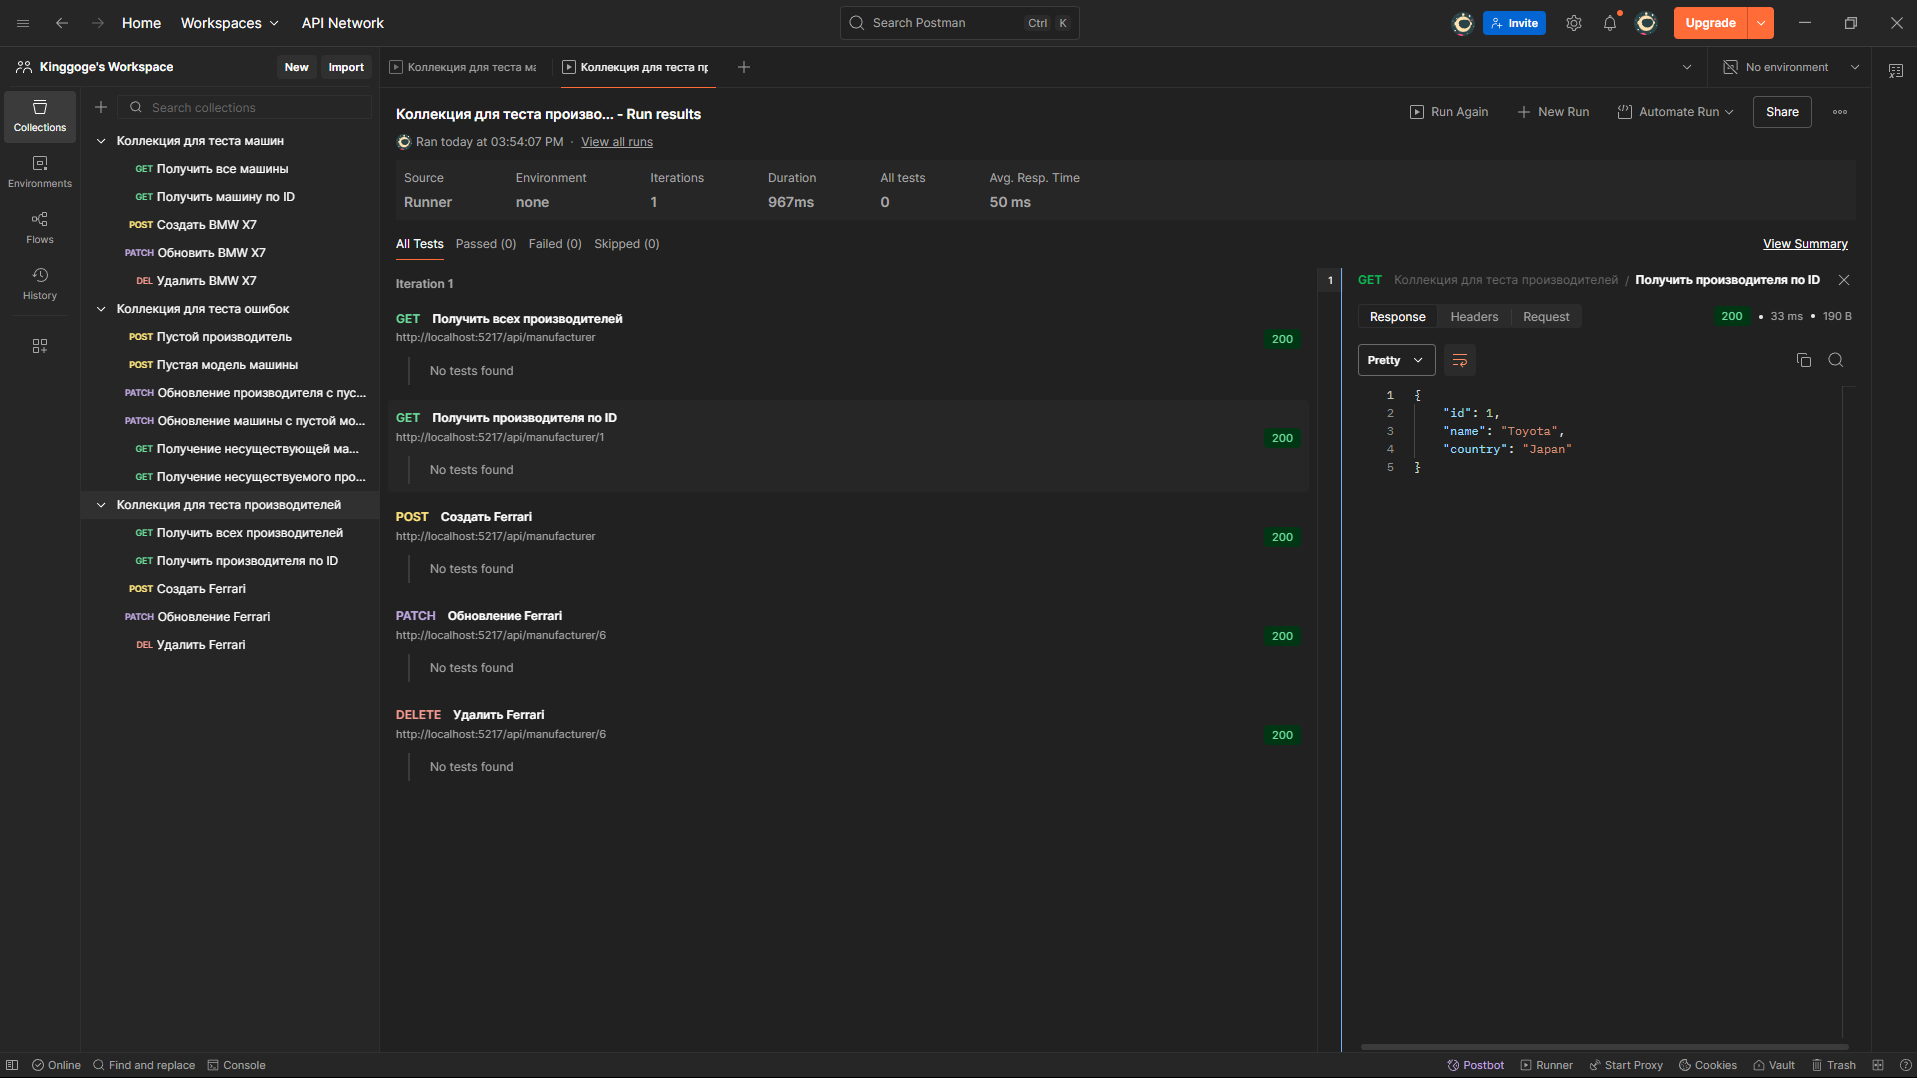 Home Workspaces API Network
Search Postman Ctrl K
Invite Upgrade
Kinggoge's Workspace New Import
Коллекция для теста ма
Коллекция для теста пр
No environment
Collections
Environments
Flows
History
Search collections
Коллекция для теста машин
GET Получить все машины
GET Получить машину по ID
POST Создать BMW X7
PATCH Обновить BMW X7
DEL Удалить BMW X7
Коллекция для теста ошибок
POST Пустой производитель
POST Пустая модель машины
PATCH Обновление производителя с пус...
PATCH Обновление машины с пустой мо...
GET Получение несуществующей ма...
GET Получение несуществуемого про...
Коллекция для теста производителей
GET Получить всех производителей
GET Получить производителя по ID
POST Создать Ferrari
PATCH Обновление Ferrari
DEL Удалить Ferrari
Коллекция для теста произво... - Run results
Run Again New Run Automate Run Share
Ran today at 03:54:07 PM · View all runs
Source Environment Iterations Duration All tests Avg. Resp. Time
Runner none 1 967ms 0 50 ms
All Tests Passed (0) Failed (0) Skipped (0) View Summary
Iteration 1
GET Получить всех производителей
http://localhost:5217/api/manufacturer
200
No tests found
GET Получить производителя по ID
http://localhost:5217/api/manufacturer/1
200
No tests found
POST Создать Ferrari
http://localhost:5217/api/manufacturer
200
No tests found
PATCH Обновление Ferrari
http://localhost:5217/api/manufacturer/6
200
No tests found
DELETE Удалить Ferrari
http://localhost:5217/api/manufacturer/6
200
No tests found
1
GET Коллекция для теста производителей / Получить производителя по ID
Response Headers Request 200 • 33 ms • 190 B
Pretty
1 {
2 "id": 1,
3 "name": "Toyota",
4 "country": "Japan"
5 }
Online Find and replace Console
Postbot Runner Start Proxy Cookies Vault Trash